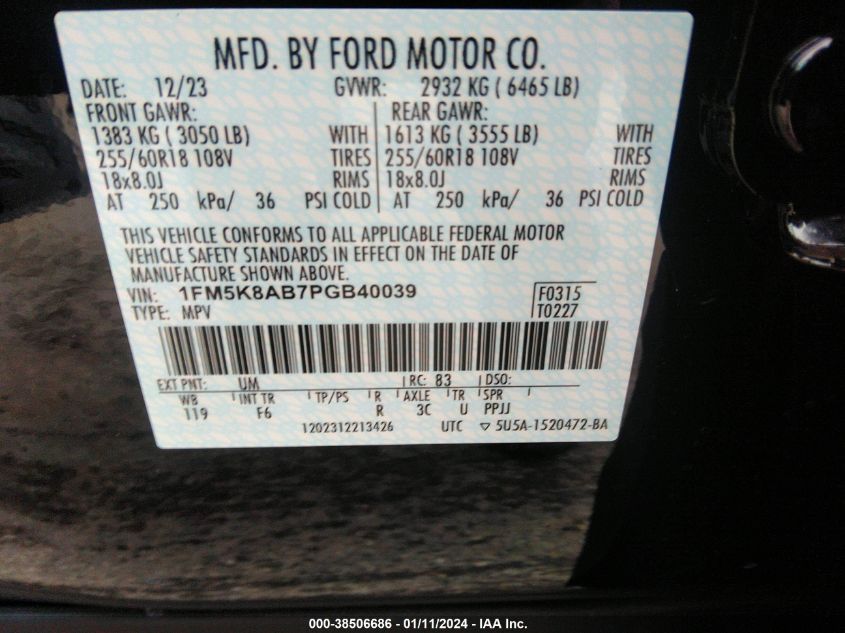 MFD. BY FORD MOTOR CO.
DATE: 12/23 GVWR: 2932 KG ( 6465 LB)
FRONT GAWR: REAR GAWR:
1383 KG ( 3050 LB) WITH 1613 KG ( 3555 LB) WITH
255/60R18 108V TIRES 255/60R18 108V TIRES
18x8.0J RIMS 18x8.0J RIMS
AT 250 kPa/ 36 PSI COLD AT 250 kPa/ 36 PSI COLD
THIS VEHICLE CONFORMS TO ALL APPLICABLE FEDERAL MOTOR
VEHICLE SAFETY STANDARDS IN EFFECT ON THE DATE OF
MANUFACTURE SHOWN ABOVE.
VIN: 1FM5K8AB7PGB40039 F0315
TYPE: MPV T0227
EXT PNT: UM RC: 83 DSO:
WB INT TR TP/PS R AXLE TR SPR
119 F6 R 3C U PPJJ
1202312213426 UTC ▽ 5U5A-1520472-BA
000-38506686 - 01/11/2024 - IAA Inc.